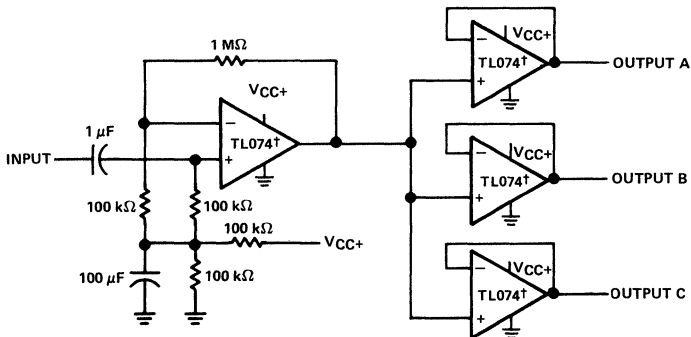 1 MΩ
VCC+
TL074†
−
+
1 μF
INPUT
100 kΩ
100 kΩ
100 kΩ
VCC+
100 μF
100 kΩ
−
VCC+
TL074†
+
OUTPUT A
−
VCC+
TL074†
+
OUTPUT B
−
VCC+
TL074†
+
OUTPUT C